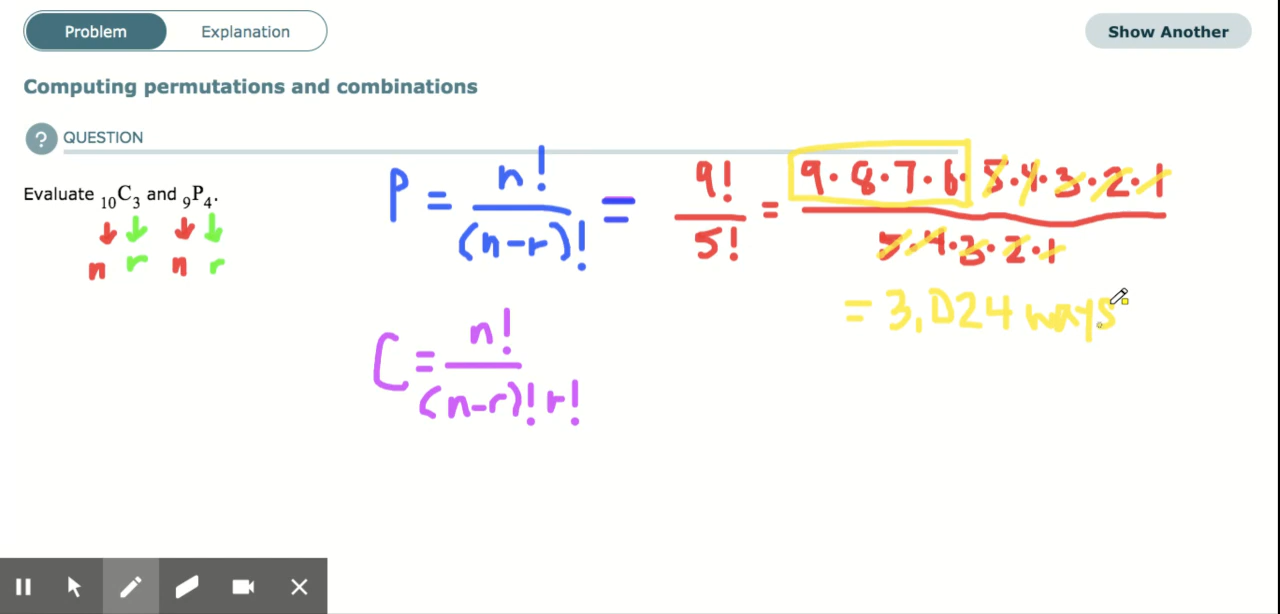 Problem Explanation Show Another
Computing permutations and combinations
? QUESTION
Evaluate ₁₀C₃ and ₉P₄.
n r n r
P = n! / (n-r)! = 9! / 5! = 9·8·7·6·5·4·3·2·1 / 5·4·3·2·1
= 3,024 ways
C = n! / (n-r)! r!